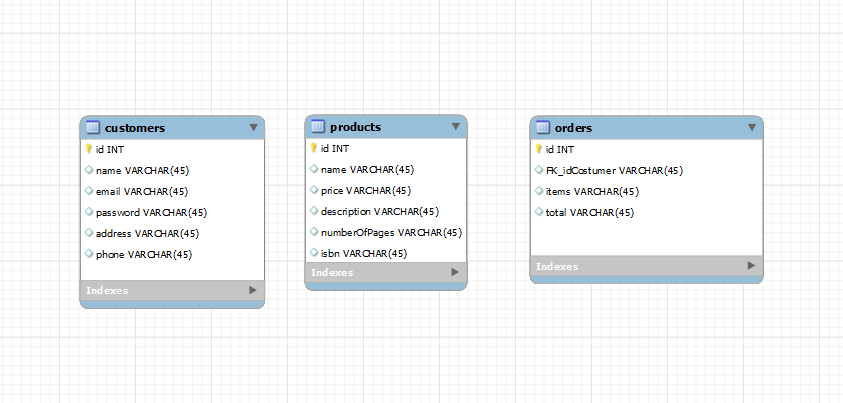 customers
id INT
name VARCHAR(45)
email VARCHAR(45)
password VARCHAR(45)
address VARCHAR(45)
phone VARCHAR(45)
Indexes
products
id INT
name VARCHAR(45)
price VARCHAR(45)
description VARCHAR(45)
numberOfPages VARCHAR(45)
isbn VARCHAR(45)
Indexes
orders
id INT
FK_idCostumer VARCHAR(45)
items VARCHAR(45)
total VARCHAR(45)
Indexes